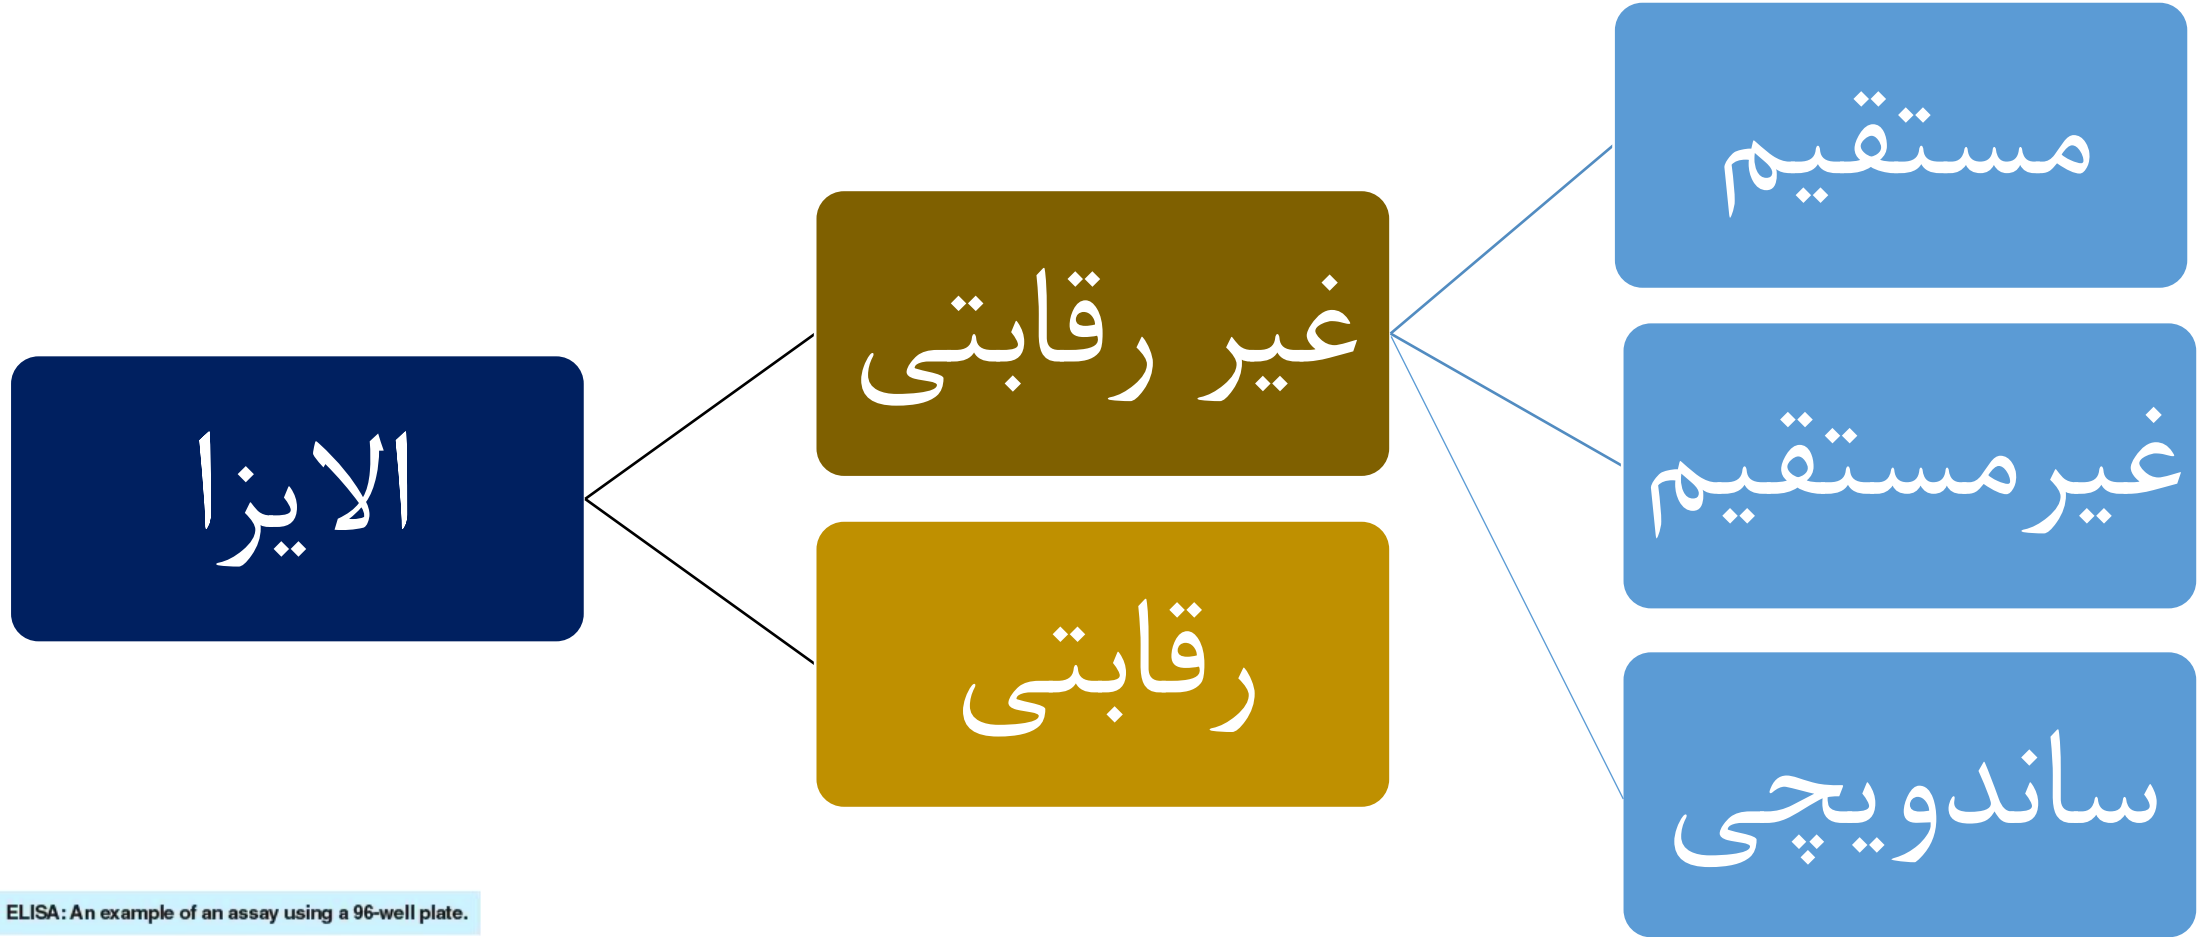 الایزا
غیر رقابتی
رقابتی
مستقیم
غیرمستقیم
ساندویچی
ELISA: An example of an assay using a 96-well plate.